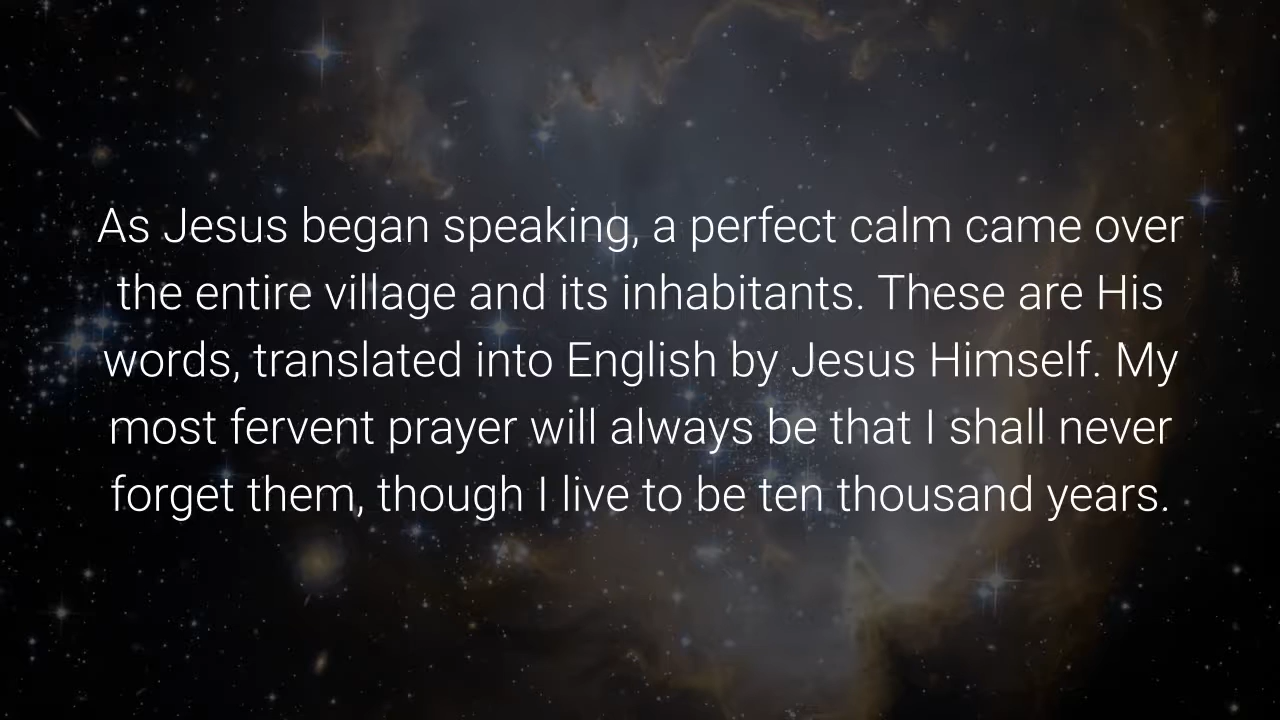 As Jesus began speaking, a perfect calm came over
the entire village and its inhabitants. These are His
words, translated into English by Jesus Himself. My
most fervent prayer will always be that I shall never
forget them, though I live to be ten thousand years.